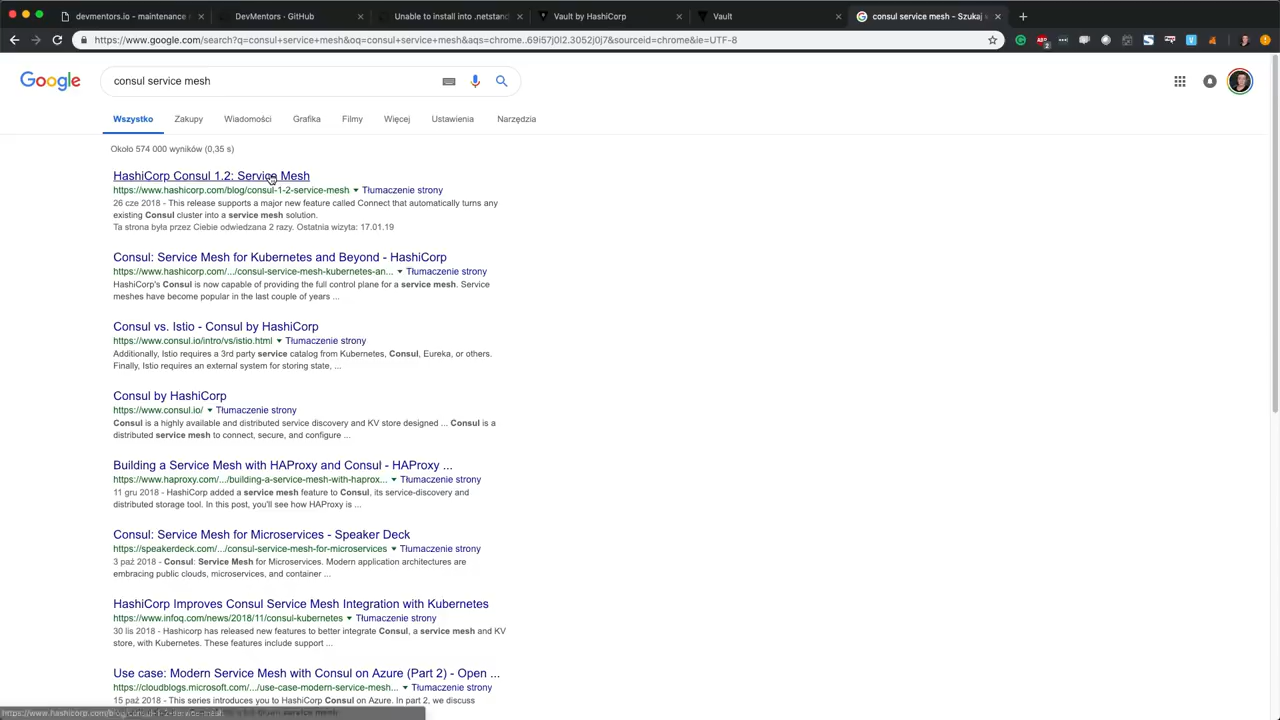 devmentors.io - maintenance
DevMentors · GitHub
Unable to install into .netstand
Vault by HashiCorp
Vault
consul service mesh - Szukaj
https://www.google.com/search?q=consul+service+mesh&oq=consul+service+mesh&aqs=chrome..69i57j0l2.3052j0j7&sourceid=chrome&ie=UTF-8
Google
consul service mesh
Wszystko
Zakupy
Wiadomości
Grafika
Filmy
Więcej
Ustawienia
Narzędzia
Około 574 000 wyników (0,35 s)
HashiCorp Consul 1.2: Service Mesh
https://www.hashicorp.com/blog/consul-1-2-service-mesh Tłumaczenie strony
26 cze 2018 - This release supports a major new feature called Connect that automatically turns any
existing Consul cluster into a service mesh solution.
Ta strona była przez Ciebie odwiedzana 2 razy. Ostatnia wizyta: 17.01.19
Consul: Service Mesh for Kubernetes and Beyond - HashiCorp
https://www.hashicorp.com/.../consul-service-mesh-kubernetes-an... Tłumaczenie strony
HashiCorp's Consul is now capable of providing the full control plane for a service mesh. Service
meshes have become popular in the last couple of years ...
Consul vs. Istio - Consul by HashiCorp
https://www.consul.io/intro/vs/istio.html Tłumaczenie strony
Additionally, Istio requires a 3rd party service catalog from Kubernetes, Consul, Eureka, or others.
Finally, Istio requires an external system for storing state, ...
Consul by HashiCorp
https://www.consul.io/ Tłumaczenie strony
Consul is a highly available and distributed service discovery and KV store designed ... Consul is a
distributed service mesh to connect, secure, and configure ...
Building a Service Mesh with HAProxy and Consul - HAProxy ...
https://www.haproxy.com/.../building-a-service-mesh-with-haprox... Tłumaczenie strony
11 gru 2018 - HashiCorp added a service mesh feature to Consul, its service-discovery and
distributed storage tool. In this post, you'll see how HAProxy is ...
Consul: Service Mesh for Microservices - Speaker Deck
https://speakerdeck.com/.../consul-service-mesh-for-microservices Tłumaczenie strony
3 paź 2018 - Consul: Service Mesh for Microservices. Modern application architectures are
embracing public clouds, microservices, and container ...
HashiCorp Improves Consul Service Mesh Integration with Kubernetes
https://www.infoq.com/news/2018/11/consul-kubernetes Tłumaczenie strony
30 lis 2018 - Hashicorp has released new features to better integrate Consul, a service mesh and KV
store, with Kubernetes. These features include support ...
Use case: Modern Service Mesh with Consul on Azure (Part 2) - Open ...
https://cloudblogs.microsoft.com/.../use-case-modern-service-mesh... Tłumaczenie strony
15 paź 2018 - This series introduces you to HashiCorp Consul on Azure. In part 2, we discuss
https://www.hashicorp.com/blog/consul-1-2-service-mesh